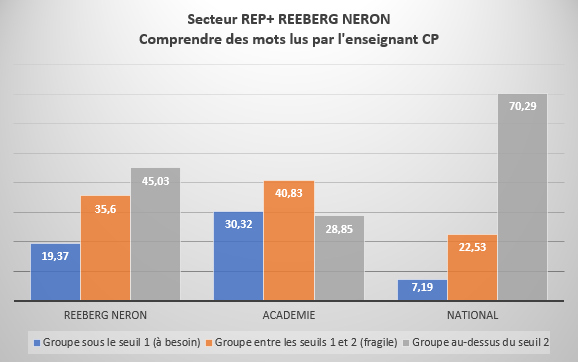 Secteur REP+ REEBERG NERON
Comprendre des mots lus par l'enseignant CP
19,37
35,6
45,03
30,32
40,83
28,85
7,19
22,53
70,29
REEBERG NERON
ACADEMIE
NATIONAL
Groupe sous le seuil 1 (à besoin)
Groupe entre les seuils 1 et 2 (fragile)
Groupe au-dessus du seuil 2